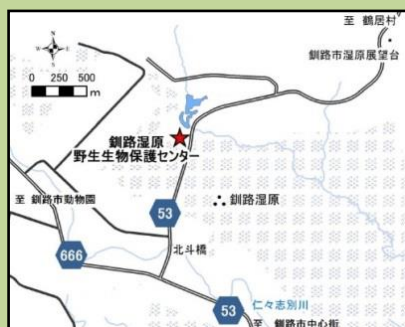 至 鶴居村
釧路市湿原展望台
N
W
E
S
0 250 500
m
釧路湿原
野生生物保護センター
至 釧路市動物園
53
釧路湿原
666
北斗橋
53
仁々志別川
至 釧路市中心街